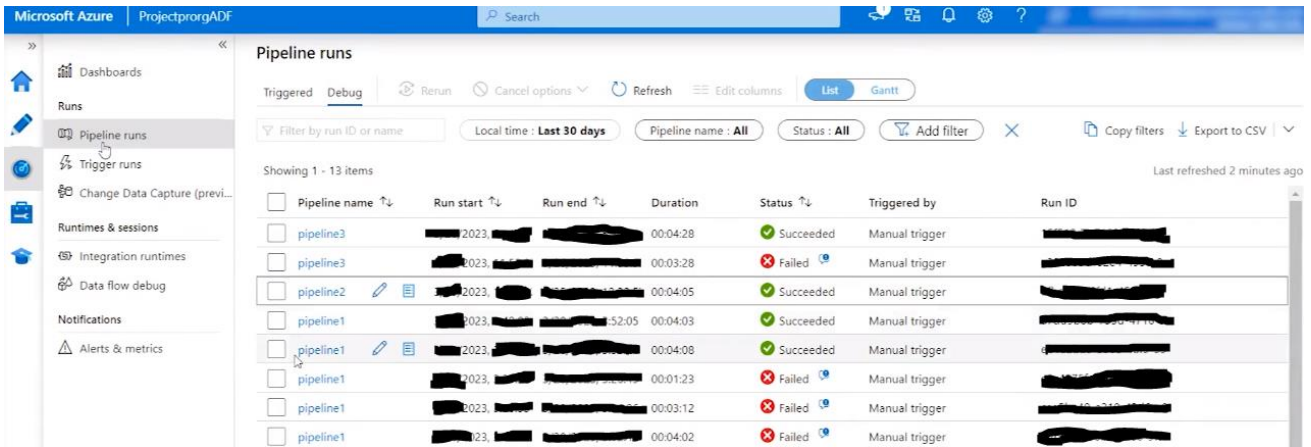 Microsoft Azure ProjectprorgADF Search
Pipeline runs
Dashboards
Triggered Debug Rerun Cancel options Refresh Edit columns List Gantt
Runs
Pipeline runs
Filter by run ID or name Local time : Last 30 days Pipeline name : All Status : All Add filter Copy filters Export to CSV
Trigger runs
Showing 1 - 13 items Last refreshed 2 minutes ago
Change Data Capture (previ...
Pipeline name Run start Run end Duration Status Triggered by Run ID
Runtimes & sessions
pipeline3 /2023, 00:04:28 Succeeded Manual trigger
Integration runtimes
pipeline3 2023, 00:03:28 Failed Manual trigger
Data flow debug
pipeline2 2023, 00:04:05 Succeeded Manual trigger
Notifications
pipeline1 2023, :52:05 00:04:03 Succeeded Manual trigger
Alerts & metrics
pipeline1 2023, 00:04:08 Succeeded Manual trigger
pipeline1 2023, 00:01:23 Failed Manual trigger
pipeline1 2023, 00:03:12 Failed Manual trigger
pipeline1 23, 00:04:02 Failed Manual trigger